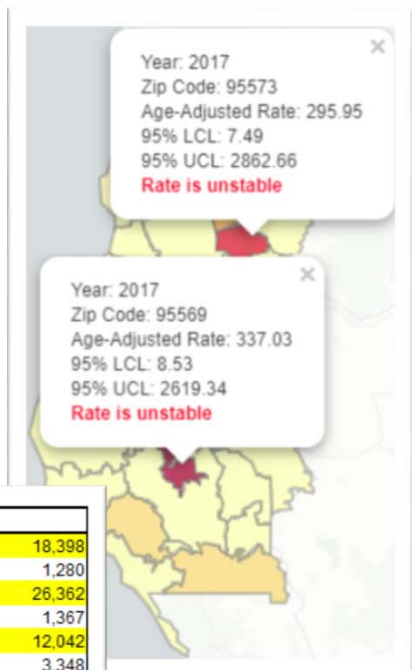 ×
Year: 2017
Zip Code: 95573
Age-Adjusted Rate: 295.95
95% LCL: 7.49
95% UCL: 2862.66
Rate is unstable
×
Year: 2017
Zip Code: 95569
Age-Adjusted Rate: 337.03
95% LCL: 8.53
95% UCL: 2619.34
Rate is unstable
18,398
1,280
26,362
1,367
12,042
3,348